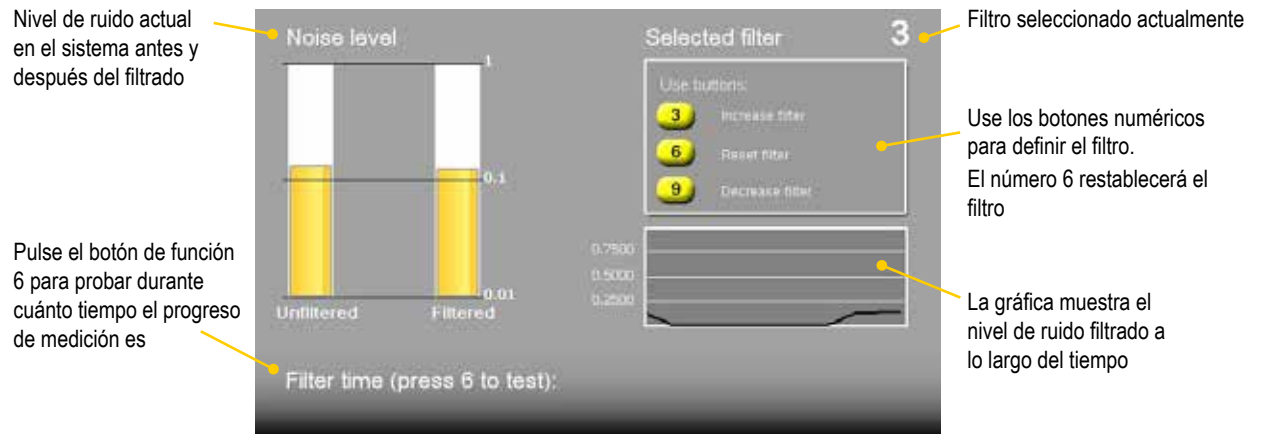 Nivel de ruido actual
en el sistema antes y
después del filtrado
Pulse el botón de función
6 para probar durante
cuánto tiempo el progreso
de medición es
Noise level
1
0.1
0.01
Unfiltered
Filtered
Filter time (press 6 to test):
Selected filter
3
Use buttons:
3 Increase filter
6 Reset filter
9 Decrease filter
0.7500
0.5000
0.2500
Filtro seleccionado actualmente
Use los botones numéricos
para definir el filtro.
El número 6 restablecerá el
filtro
La gráfica muestra el
nivel de ruido filtrado a
lo largo del tiempo